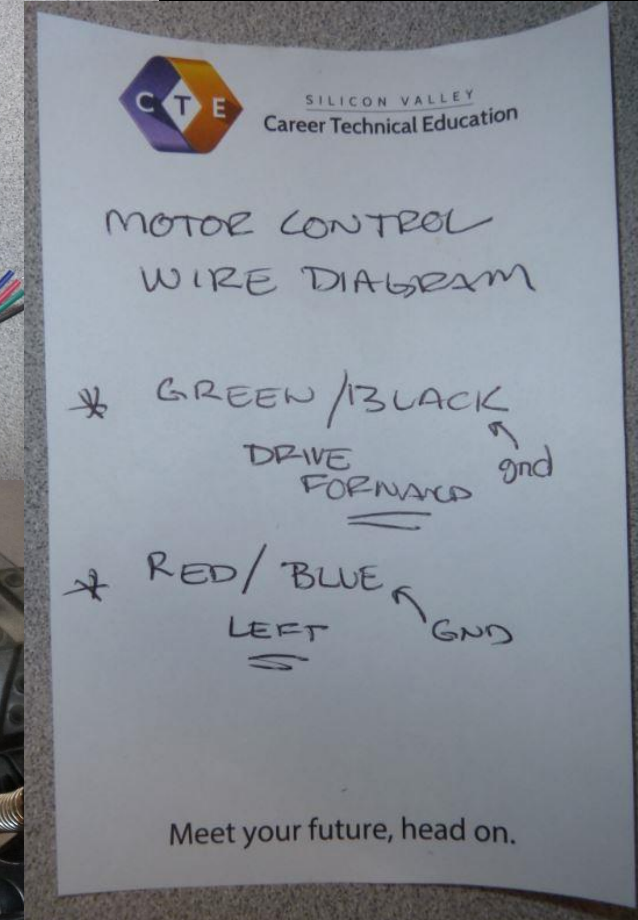 CTE
SILICON VALLEY
Career Technical Education
MOTOR CONTROL
WIRE DIAGRAM
* GREEN/BLACK
gnd
DRIVE
FORWARD
* RED/BLUE
GND
LEFT
Meet your future, head on.